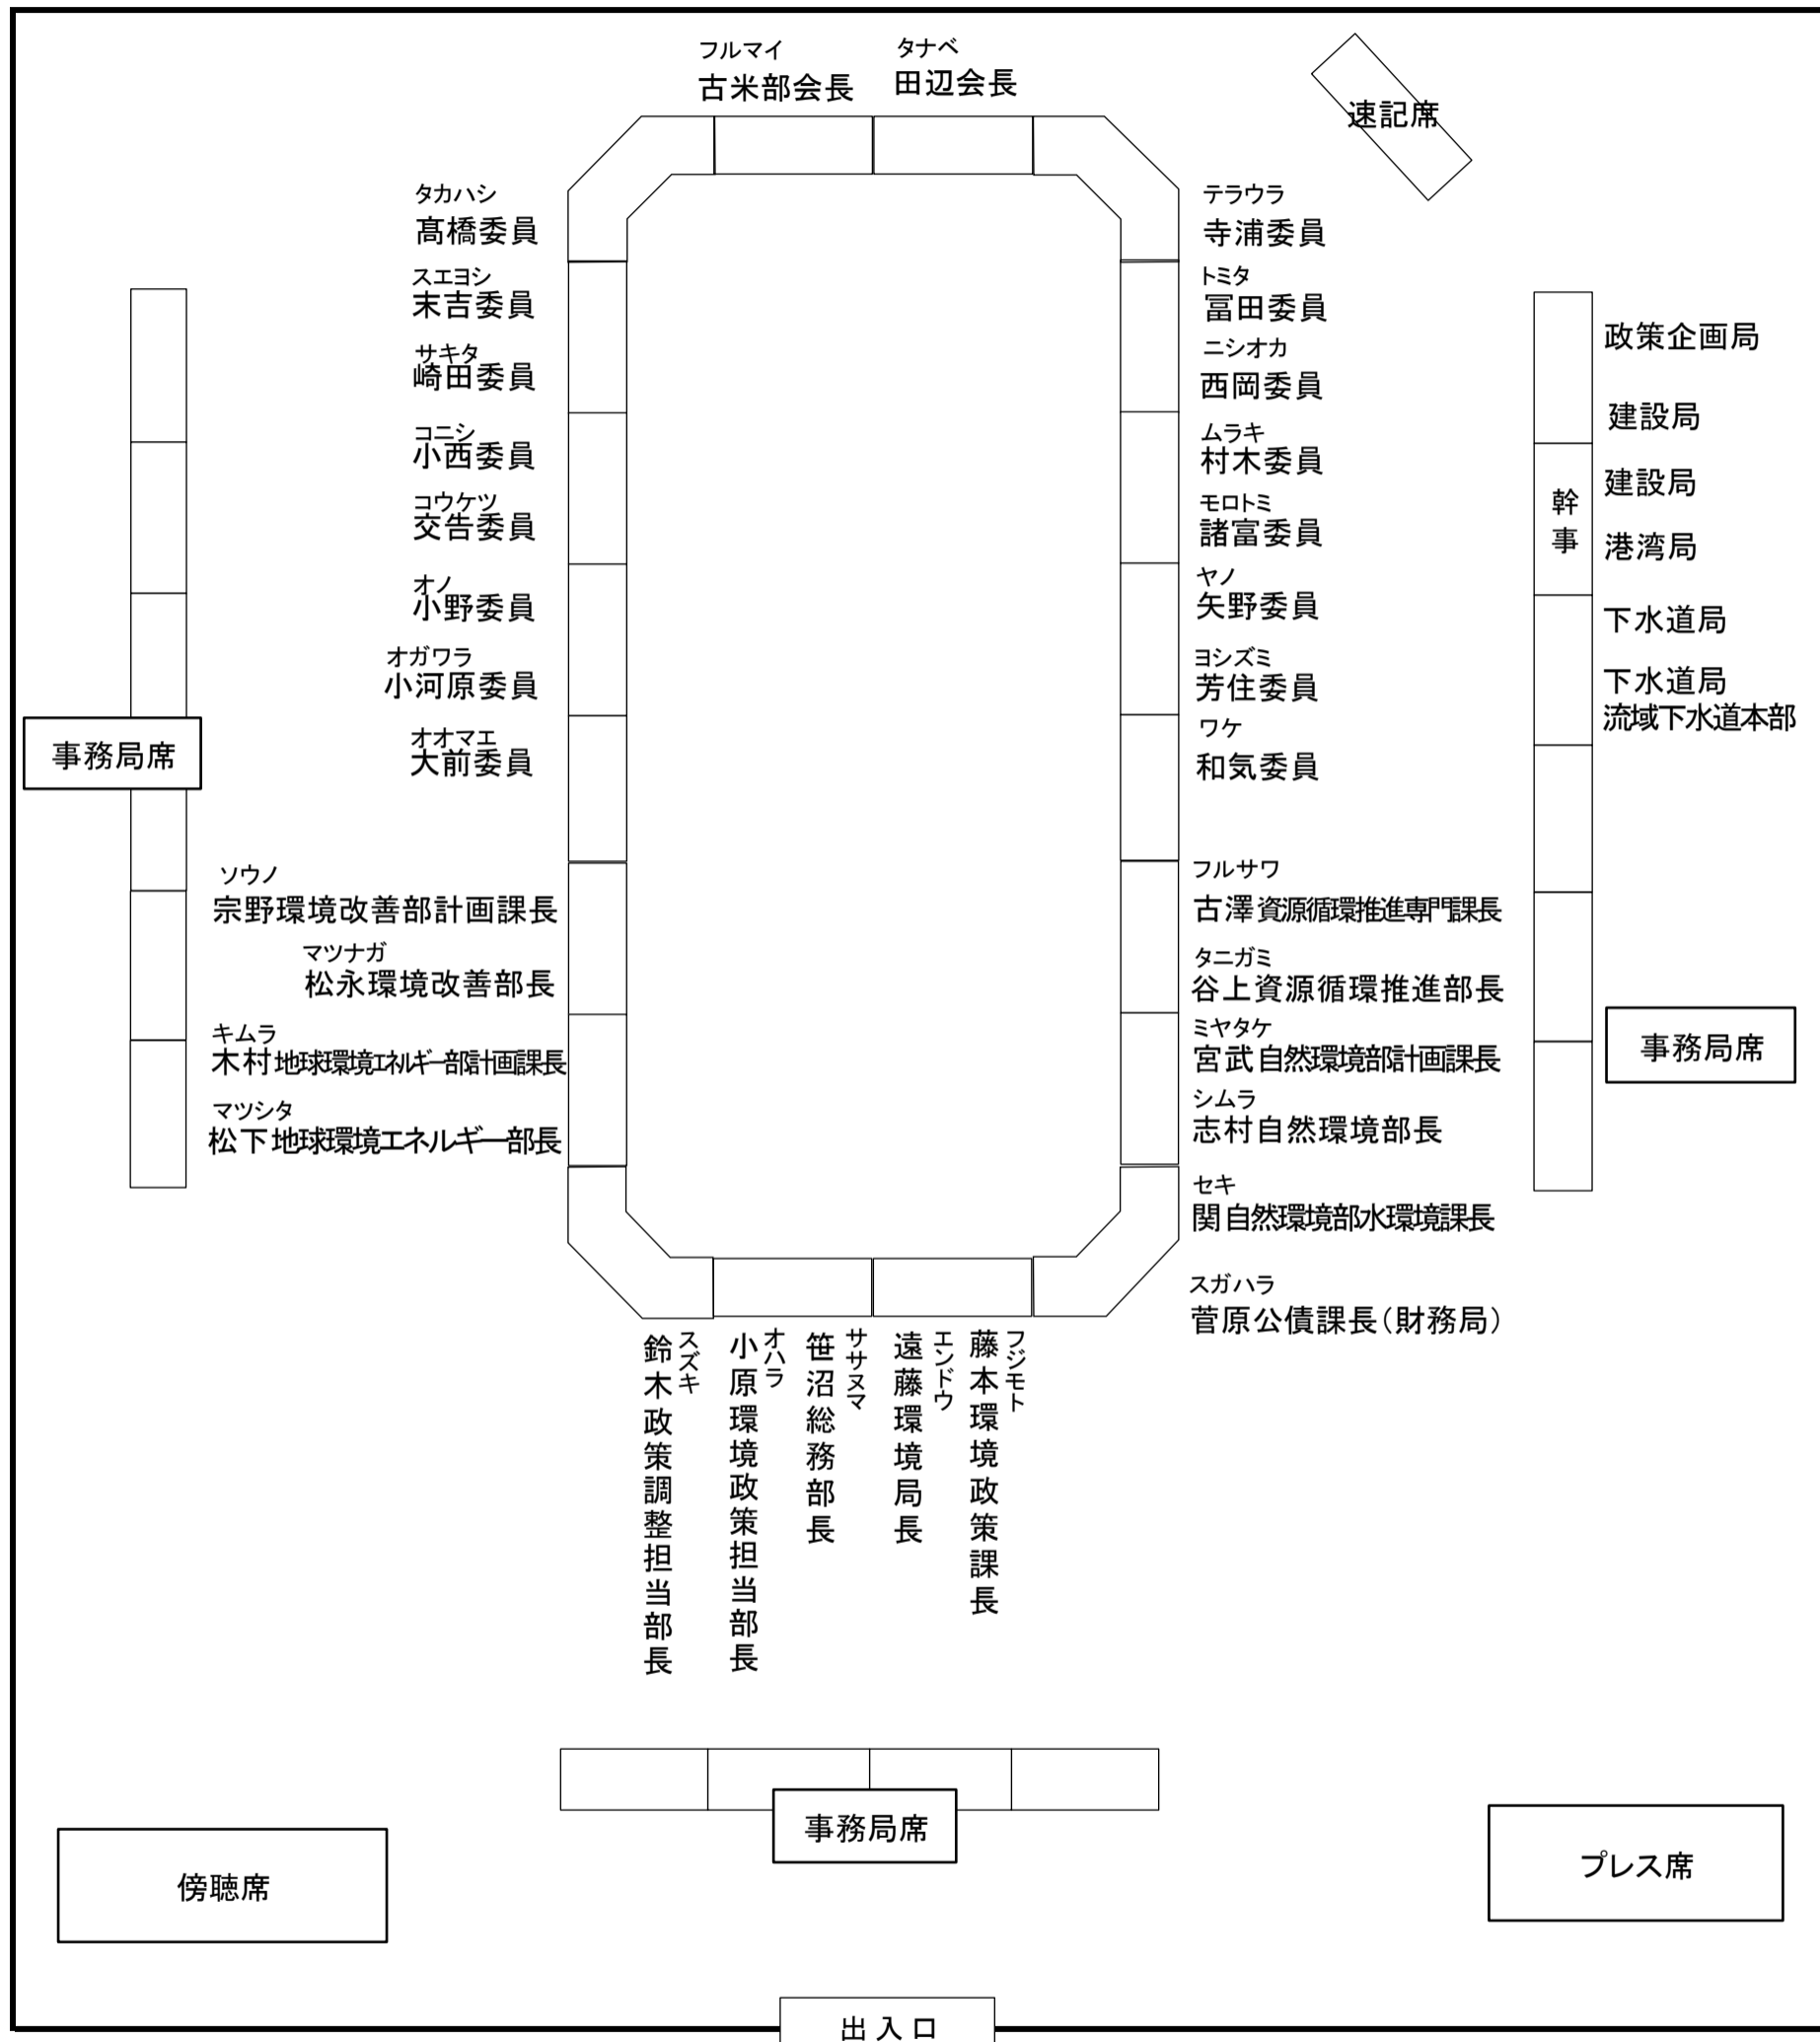 フルマイ
古米部会長
タナベ
田辺会長
速記席
タカハシ
髙橋委員
スエヨシ
末吉委員
サキタ
崎田委員
コニシ
小西委員
コウケツ
交告委員
オノ
小野委員
オガワラ
小河原委員
オオマエ
大前委員
事務局席
ソウノ
宗野環境改善部計画課長
マツナガ
松永環境改善部長
キムラ
木村地球環境エネルギー部計画課長
マツシタ
松下地球環境エネルギー部長
テラウラ
寺浦委員
トミタ
冨田委員
ニシオカ
西岡委員
ムラキ
村木委員
モロトミ
諸富委員
ヤノ
矢野委員
ヨシズミ
芳住委員
ワケ
和気委員
フルサワ
古澤資源循環推進専門課長
タニガミ
谷上資源循環推進部長
ミヤタケ
宮武自然環境部計画課長
シムラ
志村自然環境部長
セキ
関自然環境部水環境課長
スガハラ
菅原公債課長(財務局)
幹事
政策企画局
建設局
建設局
港湾局
下水道局
下水道局
流域下水道本部
事務局席
フジモト
藤本環境政策課長
エンドウ
遠藤環境局長
ササヌマ
笹沼総務部長
オハラ
小原環境政策担当部長
スズキ
鈴木政策調整担当部長
事務局席
傍聴席
プレス席
出入口